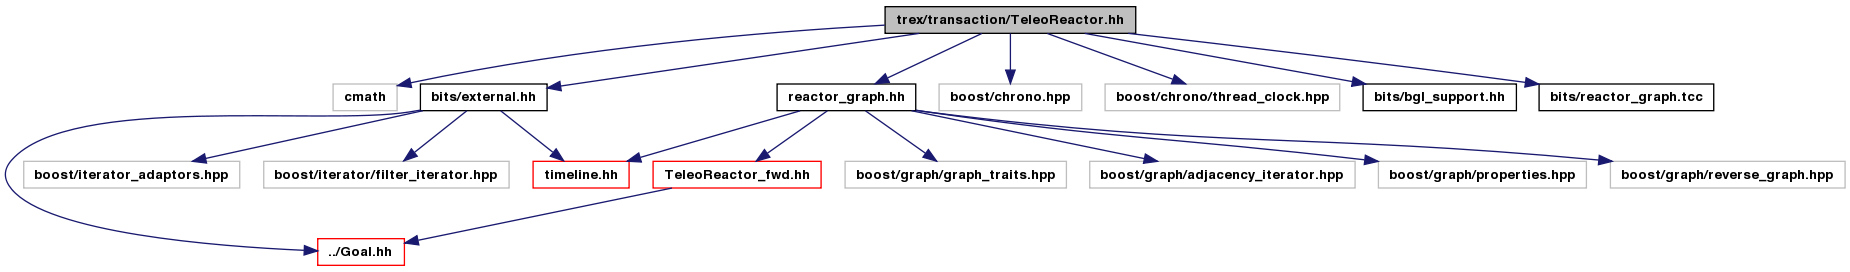 trex/transaction/TeleoReactor.hh
cmath
bits/external.hh
reactor_graph.hh
boost/chrono.hpp
boost/chrono/thread_clock.hpp
bits/bgl_support.hh
bits/reactor_graph.tcc
boost/iterator_adaptors.hpp
boost/iterator/filter_iterator.hpp
timeline.hh
TeleoReactor_fwd.hh
boost/graph/graph_traits.hpp
boost/graph/adjacency_iterator.hpp
boost/graph/properties.hpp
boost/graph/reverse_graph.hpp
../Goal.hh